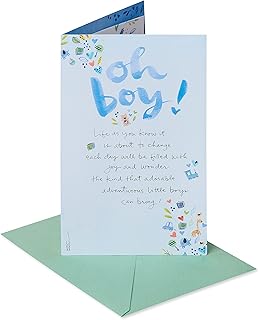 oh
boy!
Life as you know it
is about to change
each day will be filled with
joy and wonder
the kind that adorable
adventurous little boys
can bring!